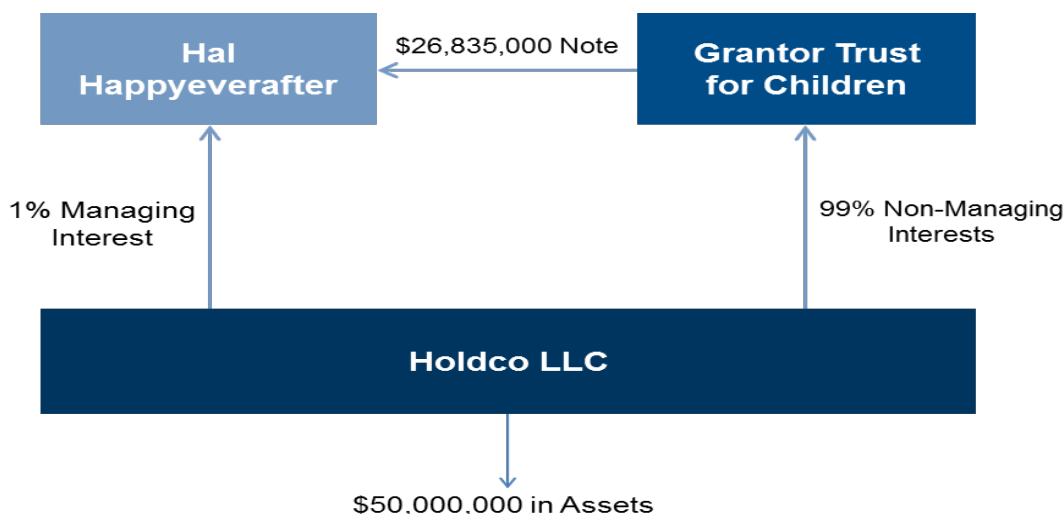 Hal
Happyeverafter
$26,835,000 Note
Grantor Trust
for Children
1% Managing
Interest
99% Non-Managing
Interests
Holdco LLC
$50,000,000 in Assets